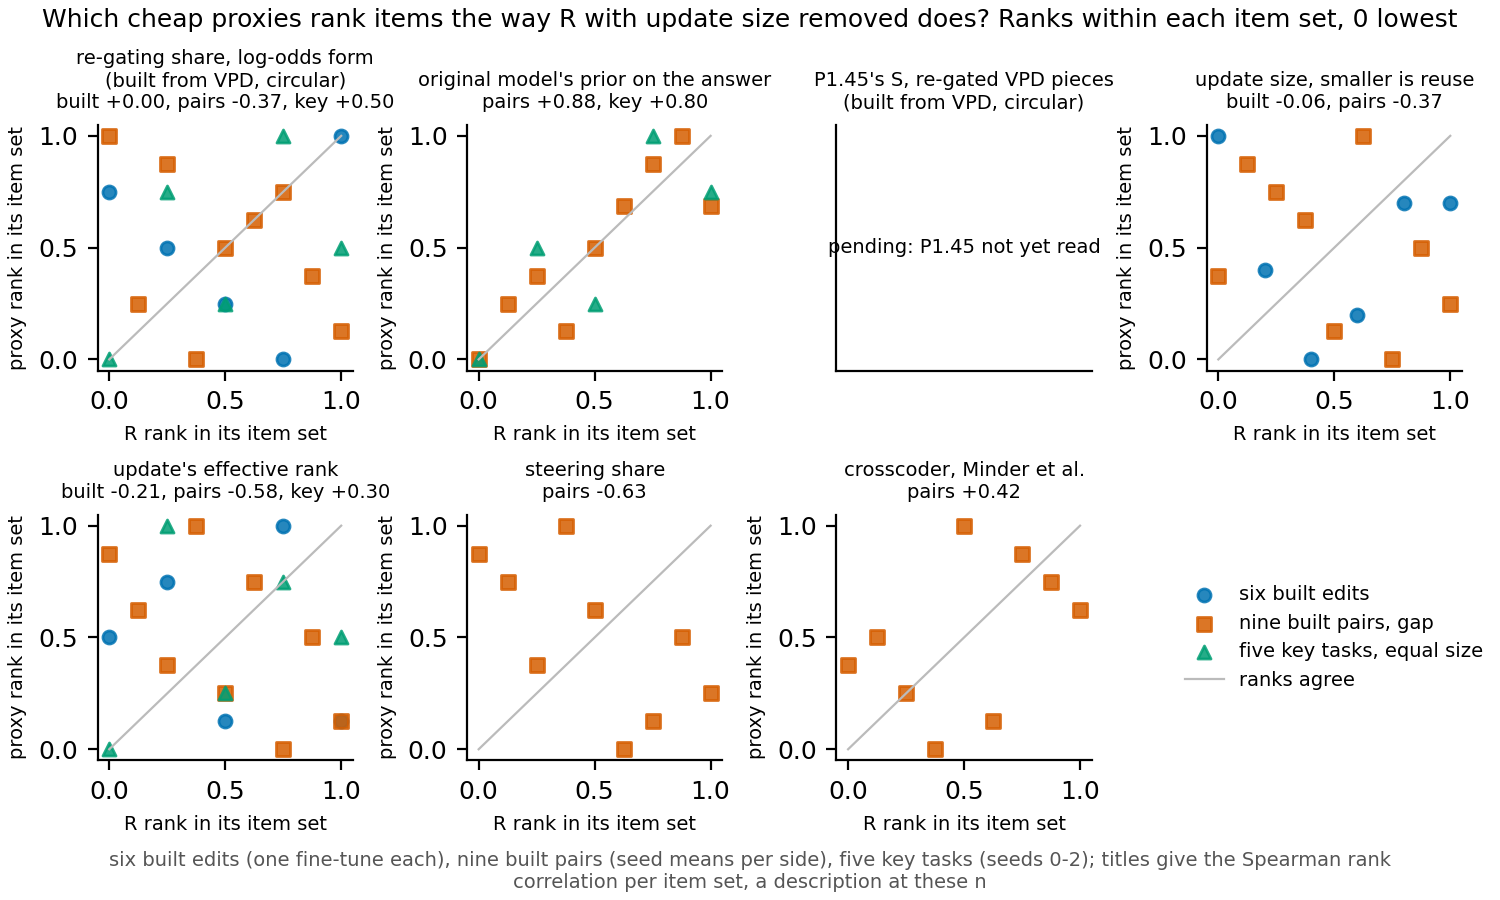 Which cheap proxies rank items the way R with update size removed does? Ranks within each item set, 0 lowest
re-gating share, log-odds form
(built from VPD, circular)
built +0.00, pairs -0.37, key +0.50
proxy rank in its item set
1.0
0.5
0.0
0.0 0.5 1.0
R rank in its item set
original model's prior on the answer
pairs +0.88, key +0.80
proxy rank in its item set
1.0
0.5
0.0
0.0 0.5 1.0
R rank in its item set
P1.45's S, re-gated VPD pieces
(built from VPD, circular)
pending: P1.45 not yet read
update size, smaller is reuse
built -0.06, pairs -0.37
proxy rank in its item set
1.0
0.5
0.0
0.0 0.5 1.0
R rank in its item set
update's effective rank
built -0.21, pairs -0.58, key +0.30
proxy rank in its item set
1.0
0.5
0.0
0.0 0.5 1.0
R rank in its item set
steering share
pairs -0.63
proxy rank in its item set
1.0
0.5
0.0
0.0 0.5 1.0
R rank in its item set
crosscoder, Minder et al.
pairs +0.42
proxy rank in its item set
1.0
0.5
0.0
0.0 0.5 1.0
R rank in its item set
six built edits
nine built pairs, gap
five key tasks, equal size
ranks agree
six built edits (one fine-tune each), nine built pairs (seed means per side), five key tasks (seeds 0-2); titles give the Spearman rank
correlation per item set, a description at these n